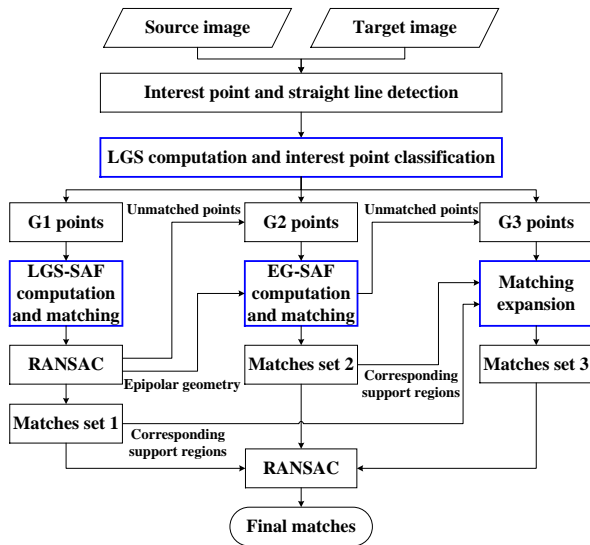 Source image
Target image
Interest point and straight line detection
LGS computation and interest point classification
Unmatched points
Unmatched points
G1 points
G2 points
G3 points
LGS-SAF
computation
and matching
EG-SAF
computation
and matching
Matching
expansion
RANSAC
Epipolar geometry
Matches set 2
Corresponding
support regions
Matches set 3
Matches set 1
Corresponding
support regions
RANSAC
Final matches